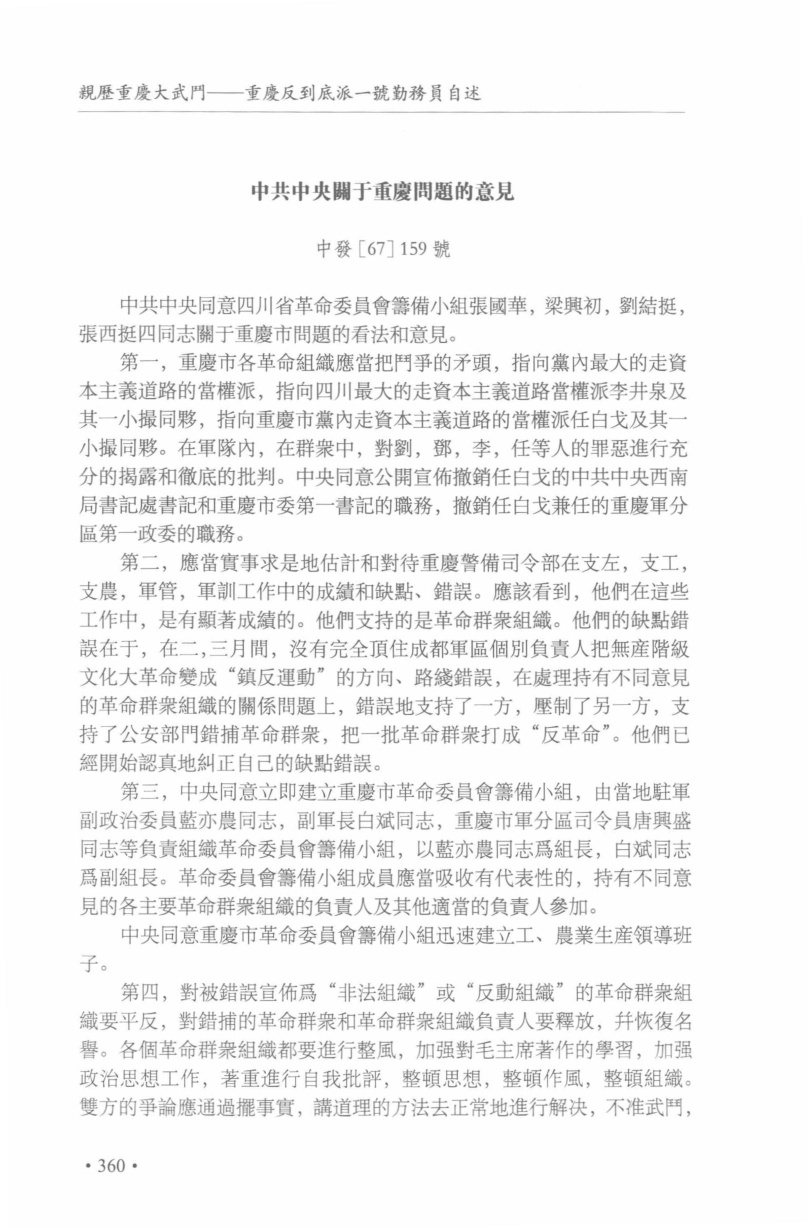 親歷重慶大武鬥——重慶反到底派一號勤務員自述
中共中央關于重慶問題的意見
中發［67］159 號
中共中央同意四川省革命委員會籌備小組張國華，梁興初，劉結挺，
張西挺四同志關于重慶市問題的看法和意見。
第一，重慶市各革命組織應當把鬥爭的矛頭，指向黨內最大的走資
本主義道路的當權派，指向四川最大的走資本主義道路當權派李井泉及
其一小撮同夥，指向重慶市黨內走資本主義道路的當權派任白戈及其一
小撮同夥。在軍隊內，在群衆中，對劉，鄧，李，任等人的罪惡進行充
分的揭露和徹底的批判。中央同意公開宣佈撤銷任白戈的中共中央西南
局書記處書記和重慶市委第一書記的職務，撤銷任白戈兼任的重慶軍分
區第一政委的職務。
第二，應當實事求是地估計和對待重慶警備司令部在支左，支工，
支農，軍管，軍訓工作中的成績和缺點、錯誤。應該看到，他們在這些
工作中，是有顯著成績的。他們支持的是革命群衆組織。他們的缺點錯
誤在于，在二,三月間，沒有完全頂住成都軍區個別負責人把無産階級
文化大革命變成“鎮反運動”的方向、路綫錯誤，在處理持有不同意見
的革命群衆組織的關係問題上，錯誤地支持了一方，壓制了另一方，支
持了公安部門錯捕革命群衆，把一批革命群衆打成“反革命”。他們已
經開始認真地糾正自己的缺點錯誤。
第三，中央同意立即建立重慶市革命委員會籌備小組，由當地駐軍
副政治委員藍亦農同志，副軍長白斌同志，重慶市軍分區司令員唐興盛
同志等負責組織革命委員會籌備小組，以藍亦農同志爲組長，白斌同志
爲副組長。革命委員會籌備小組成員應當吸收有代表性的，持有不同意
見的各主要革命群衆組織的負責人及其他適當的負責人參加。
中央同意重慶市革命委員會籌備小組迅速建立工、農業生産領導班
子。
第四，對被錯誤宣佈爲“非法組織”或“反動組織”的革命群衆組
織要平反，對錯捕的革命群衆和革命群衆組織負責人要釋放，幷恢復名
譽。各個革命群衆組織都要進行整風，加强對毛主席著作的學習，加强
政治思想工作，著重進行自我批評，整頓思想，整頓作風，整頓組織。
雙方的爭論應通過擺事實，講道理的方法去正常地進行解决，不准武鬥，
• 360 •